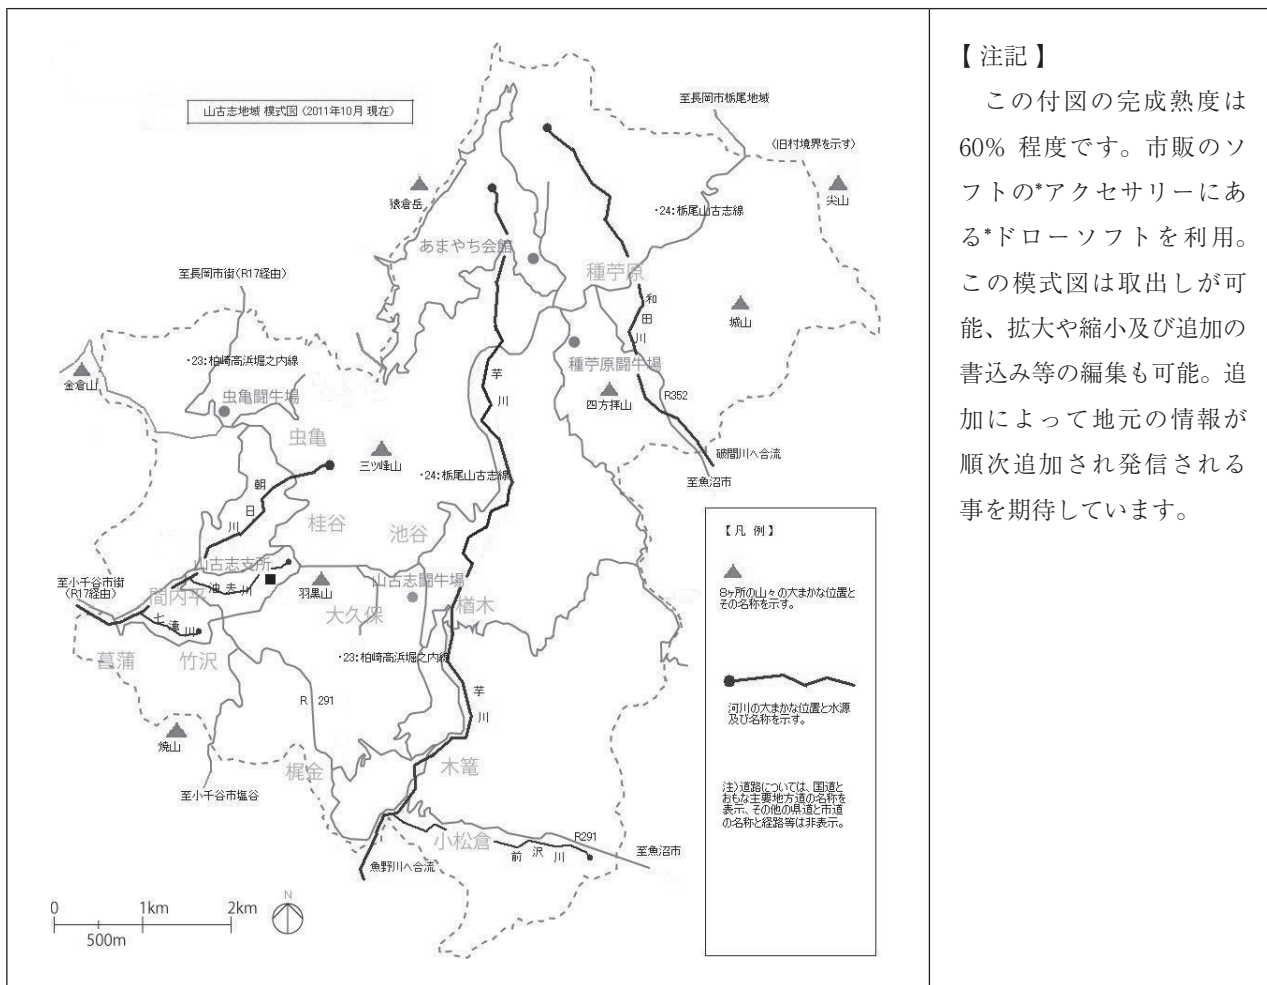 山古志地域 模式図 (2011年10月 現在)
至長岡市栃尾地域
(旧村境界を示す)
猿倉岳
尖山
・24:栃尾山古志線
あまやち会館
種苧原
至長岡市街(R17経由)
和田川
城山
・23:柏崎高浜堀之内線
種苧原闘牛場
金倉山
芋川
四方拝山
R352
虫亀闘牛場
虫亀
破間川へ合流
三ツ峰山
・24:栃尾山古志線
至魚沼市
朝日川
桂谷
池谷
山古志支所
至小千谷市街
(R17経由)
間内平
油夫川
羽黒山
山古志闘牛場
大久保
楢木
七滝川
菖蒲
竹沢
・23:柏崎高浜堀之内線
R 291
芋川
焼山
梶金
木篭
至小千谷市塩谷
小松倉
R291
前沢川
至魚沼市
魚野川へ合流
0 1km 2km
500m
N
【凡 例】
8ヶ所の山々の大まかな位置と
その名称を示す。
河川の大まかな位置と水源
及び名称を示す。
注)道路については、国道と
おもな主要地方道の名称を
表示、その他の県道と市道
の名称と経路等は非表示。
【 注記 】
この付図の完成熟度は
60% 程度です。市販のソ
フトの*アクセサリーにあ
る*ドローソフトを利用。
この模式図は取出しが可
能、拡大や縮小及び追加の
書込み等の編集も可能。追
加によって地元の情報が
順次追加され発信される
事を期待しています。